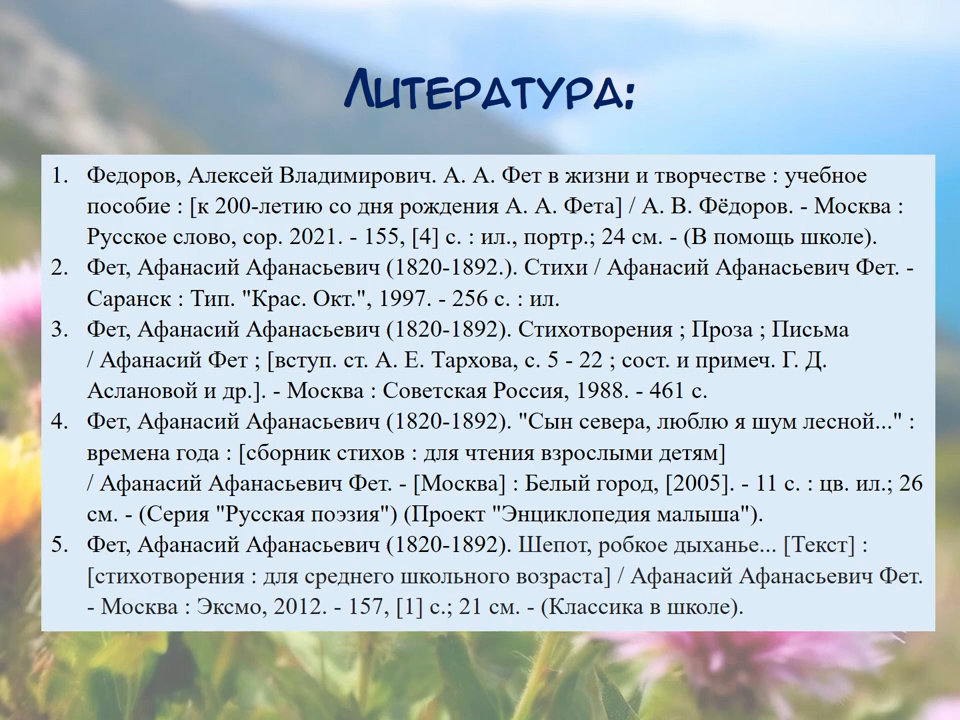 Литература:
1. Федоров, Алексей Владимирович. А. А. Фет в жизни и творчестве : учебное
пособие : [к 200-летию со дня рождения А. А. Фета] / А. В. Фёдоров. - Москва :
Русское слово, сор. 2021. - 155, [4] с. : ил., портр.; 24 см. - (В помощь школе).
2. Фет, Афанасий Афанасьевич (1820-1892.). Стихи / Афанасий Афанасьевич Фет. -
Саранск : Тип. "Крас. Окт.", 1997. - 256 с. : ил.
3. Фет, Афанасий Афанасьевич (1820-1892). Стихотворения ; Проза ; Письма
/ Афанасий Фет ; [вступ. ст. А. Е. Тархова, с. 5 - 22 ; сост. и примеч. Г. Д.
Аслановой и др.]. - Москва : Советская Россия, 1988. - 461 с.
4. Фет, Афанасий Афанасьевич (1820-1892). "Сын севера, люблю я шум лесной..." :
времена года : [сборник стихов : для чтения взрослыми детям]
/ Афанасий Афанасьевич Фет. - [Москва] : Белый город, [2005]. - 11 с. : цв. ил.; 26
см. - (Серия "Русская поэзия") (Проект "Энциклопедия малыша").
5. Фет, Афанасий Афанасьевич (1820-1892). Шепот, робкое дыханье... [Текст] :
[стихотворения : для среднего школьного возраста] / Афанасий Афанасьевич Фет.
- Москва : Эксмо, 2012. - 157, [1] с.; 21 см. - (Классика в школе).